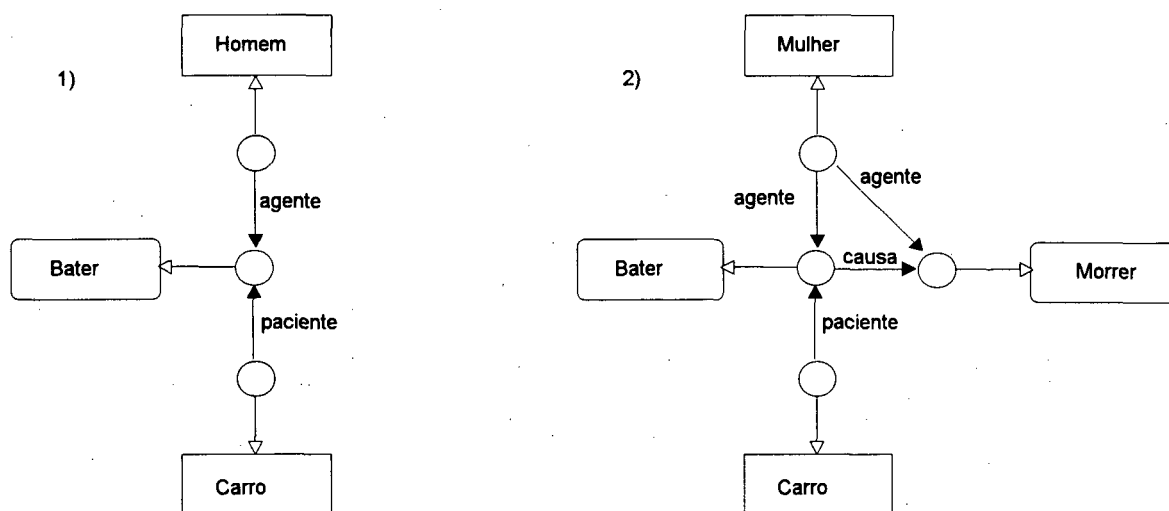 1)
Homem
agente
Bater
paciente
Carro
2)
Mulher
agente
agente
Bater
causa
Morrer
paciente
Carro